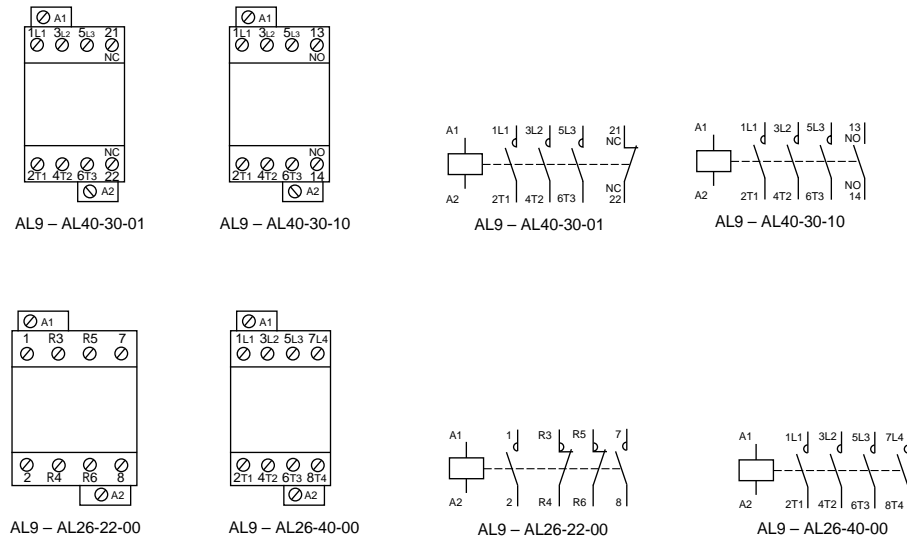 A1
1L1 3L2 5L3 21
NC
NC
2T1 4T2 6T3 22
A2
AL9 – AL40-30-01
A1
1L1 3L2 5L3 13
NO
NO
2T1 4T2 6T3 14
A2
AL9 – AL40-30-10
A1 1L1 3L2 5L3 21
NC
NC
A2 2T1 4T2 6T3 22
AL9 – AL40-30-01
A1 1L1 3L2 5L3 13
NO
NO
A2 2T1 4T2 6T3 14
AL9 – AL40-30-10
A1
1 R3 R5 7
2 R4 R6 8
A2
AL9 – AL26-22-00
A1
1L1 3L2 5L3 7L4
2T1 4T2 6T3 8T4
A2
AL9 – AL26-40-00
A1 1 R3 R5 7
A2 2 R4 R6 8
AL9 – AL26-22-00
A1 1L1 3L2 5L3 7L4
A2 2T1 4T2 6T3 8T4
AL9 – AL26-40-00